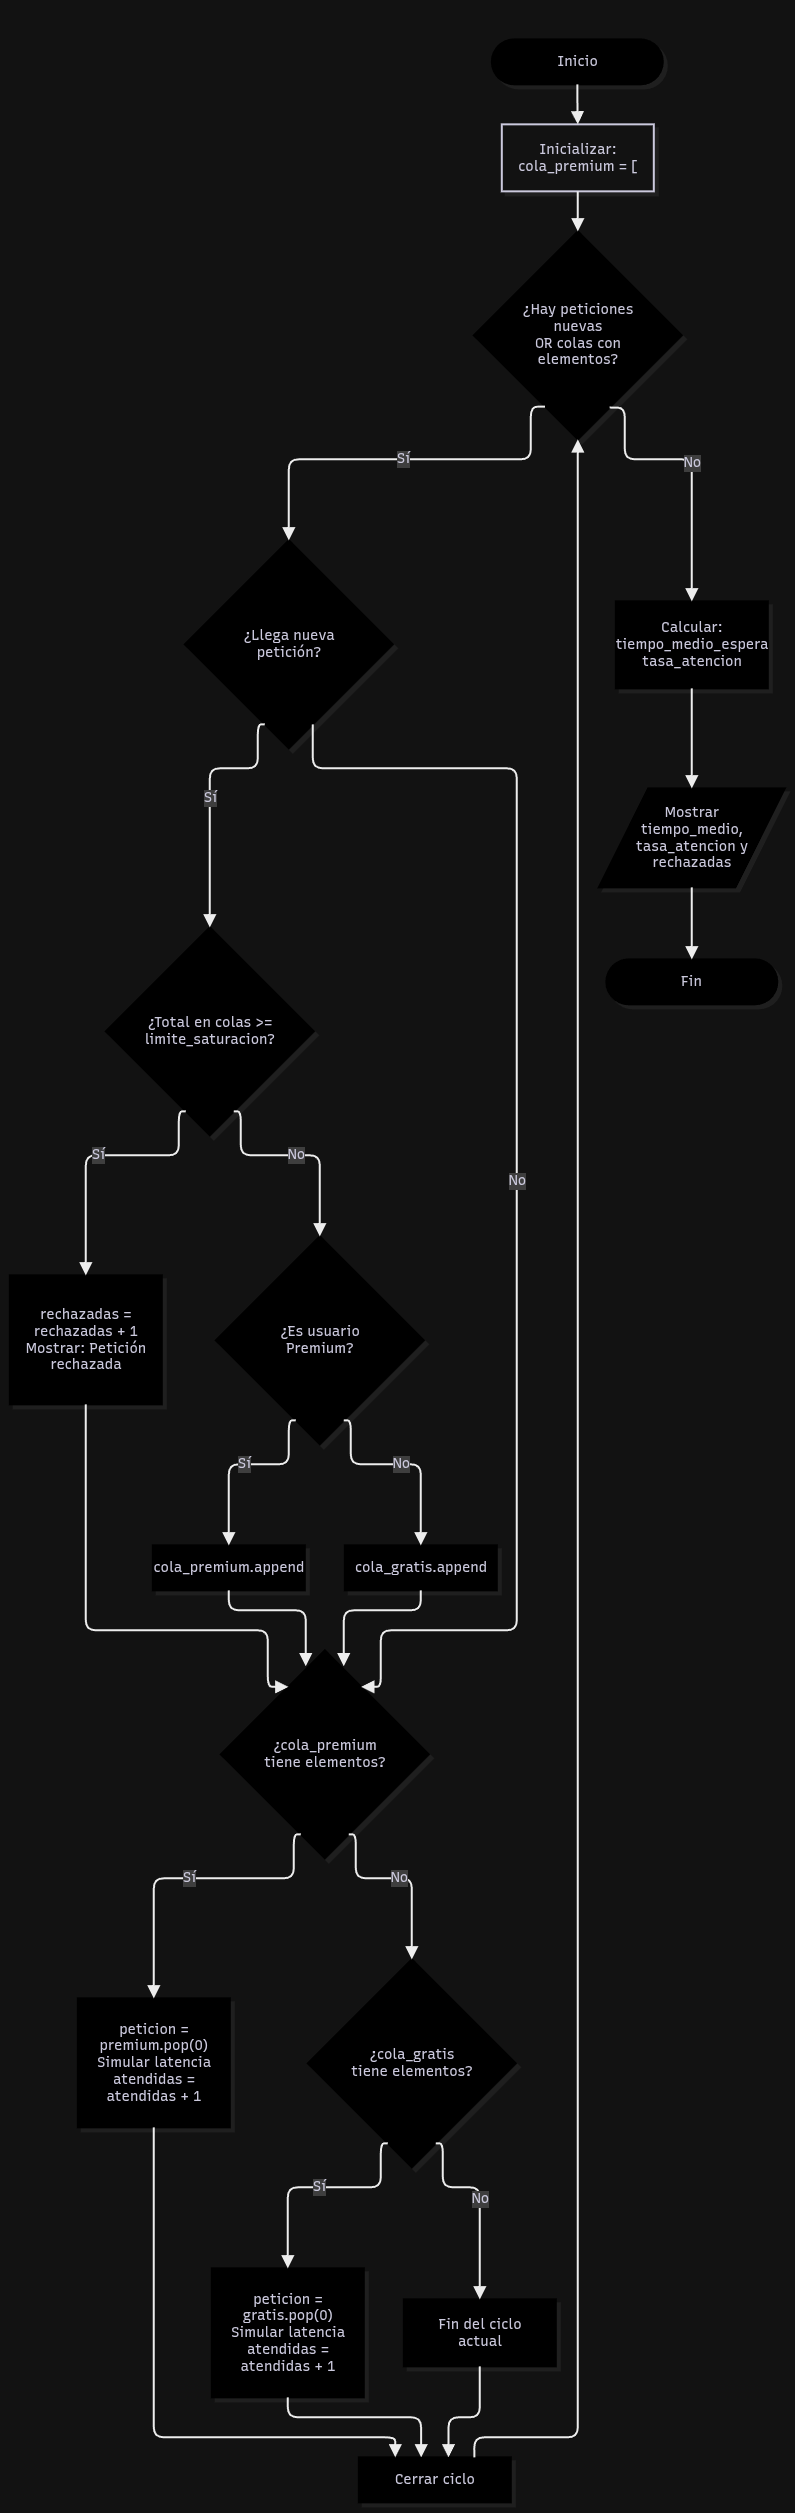 Inicio
Inicializar:
cola_premium = [
¿Hay peticiones
nuevas
OR colas con
elementos?
Sí
No
¿Llega nueva
petición?
Calcular:
tiempo_medio_espera
tasa_atencion
Sí
Mostrar
tiempo_medio,
tasa_atencion y
rechazadas
Fin
¿Total en colas >=
limite_saturacion?
Sí
No
No
rechazadas =
rechazadas + 1
Mostrar: Petición
rechazada
¿Es usuario
Premium?
Sí
No
cola_premium.append
cola_gratis.append
¿cola_premium
tiene elementos?
Sí
No
peticion =
premium.pop(0)
Simular latencia
atendidas =
atendidas + 1
¿cola_gratis
tiene elementos?
Sí
No
peticion =
gratis.pop(0)
Simular latencia
atendidas =
atendidas + 1
Fin del ciclo
actual
Cerrar ciclo